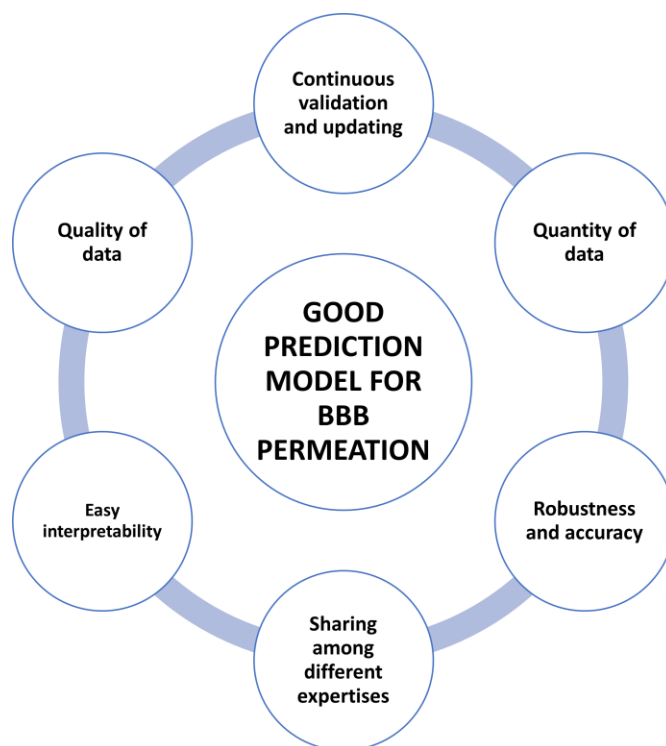 Continuous
validation
and updating
Quality of
data
Quantity of
data
GOOD
PREDICTION
MODEL FOR
BBB
PERMEATION
Easy
interpretability
Robustness
and accuracy
Sharing
among
different
expertises